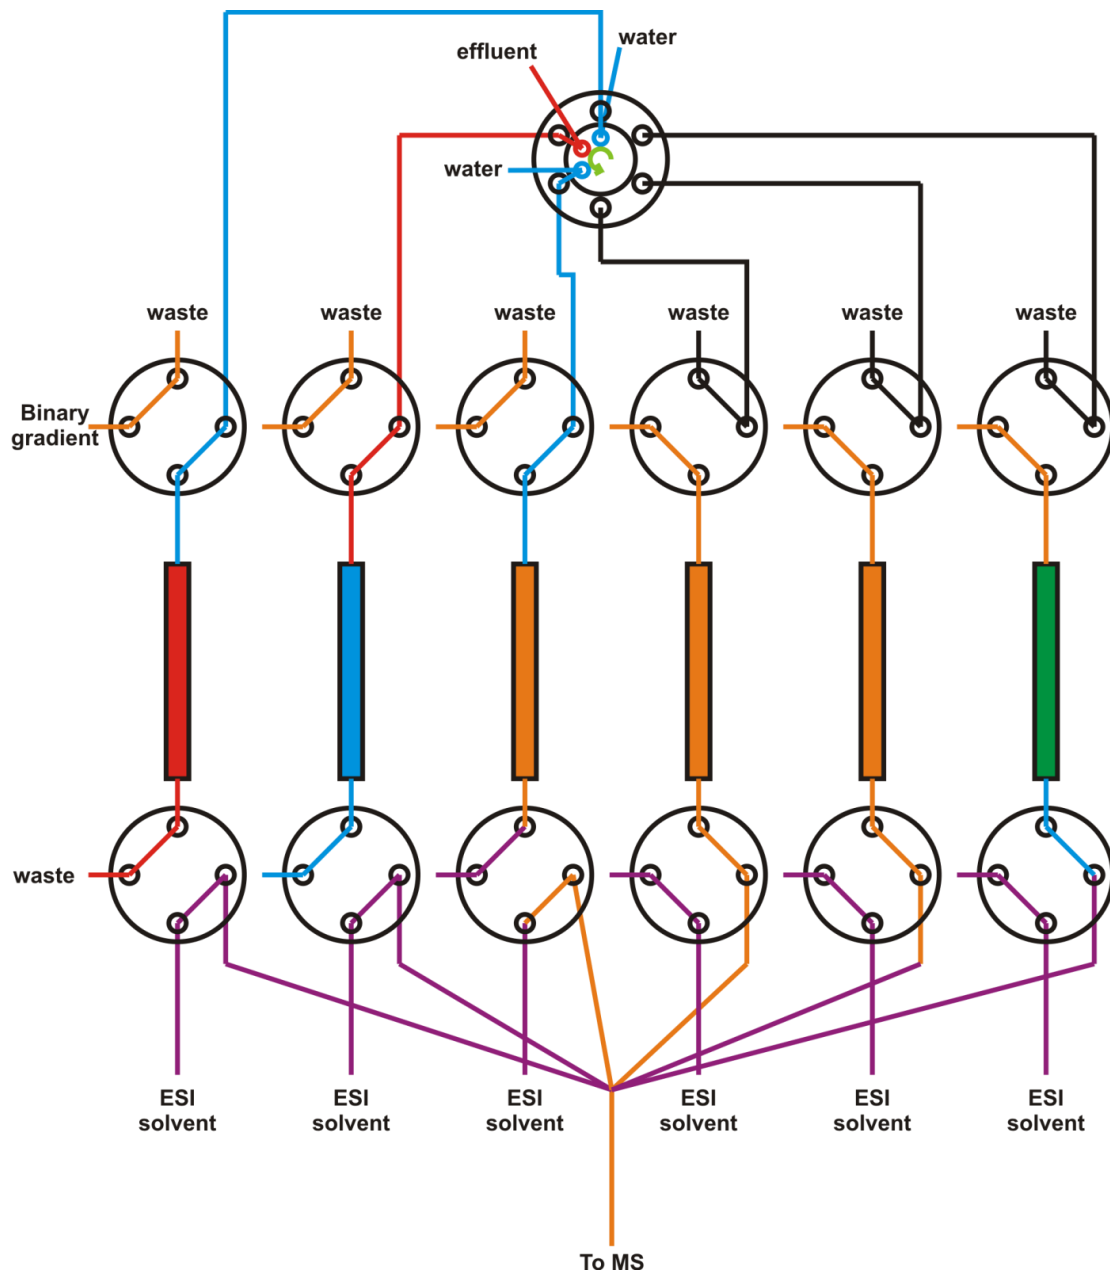 water
effluent
water
waste
waste
waste
waste
waste
waste
Binary
gradient
waste
ESI
solvent
ESI
solvent
ESI
solvent
ESI
solvent
ESI
solvent
ESI
solvent
To MS